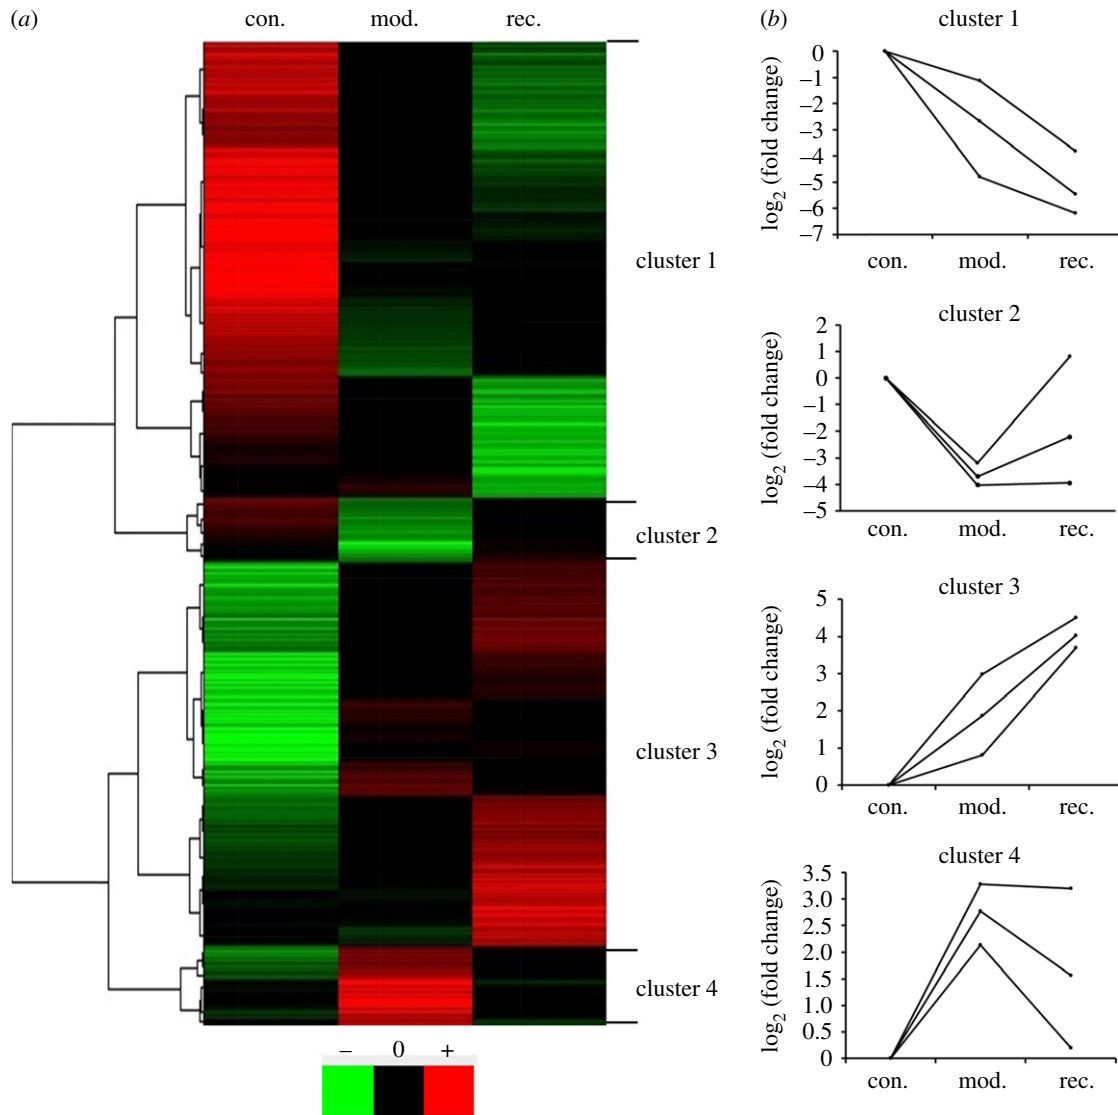 (a)
con. mod. rec.
cluster 1
cluster 2
cluster 3
cluster 4
– 0 +
(b)
cluster 1
log2 (fold change)
0
–1
–2
–3
–4
–5
–6
–7
con. mod. rec.
cluster 2
log2 (fold change)
2
1
0
–1
–2
–3
–4
–5
con. mod. rec.
cluster 3
log2 (fold change)
5
4
3
2
1
0
con. mod. rec.
cluster 4
log2 (fold change)
3.5
3.0
2.5
2.0
1.5
1.0
0.5
0
con. mod. rec.